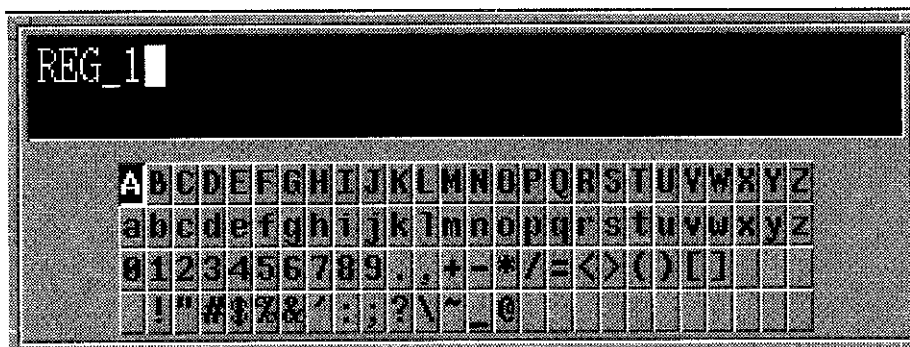 REG_1
ABCDEFGHIJKLMNOPQRSTUVWXYZ
abcdefghijklmnopqrstuvwxyz
0123456789.,+-*/=<>()[]
!"#$%&´:;?\~_@